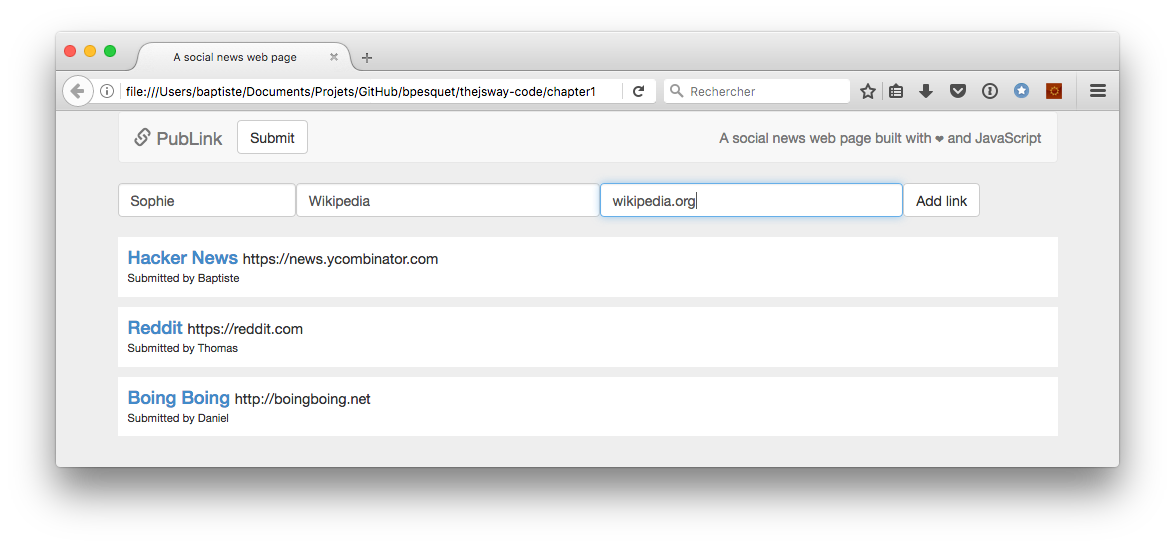 A social news web page
file:///Users/baptiste/Documents/Projets/GitHub/bpesquet/thejsway-code/chapter1
Rechercher
PubLink Submit A social news web page built with ❤ and JavaScript
Sophie Wikipedia wikipedia.org Add link
Hacker News https://news.ycombinator.com
Submitted by Baptiste
Reddit https://reddit.com
Submitted by Thomas
Boing Boing http://boingboing.net
Submitted by Daniel